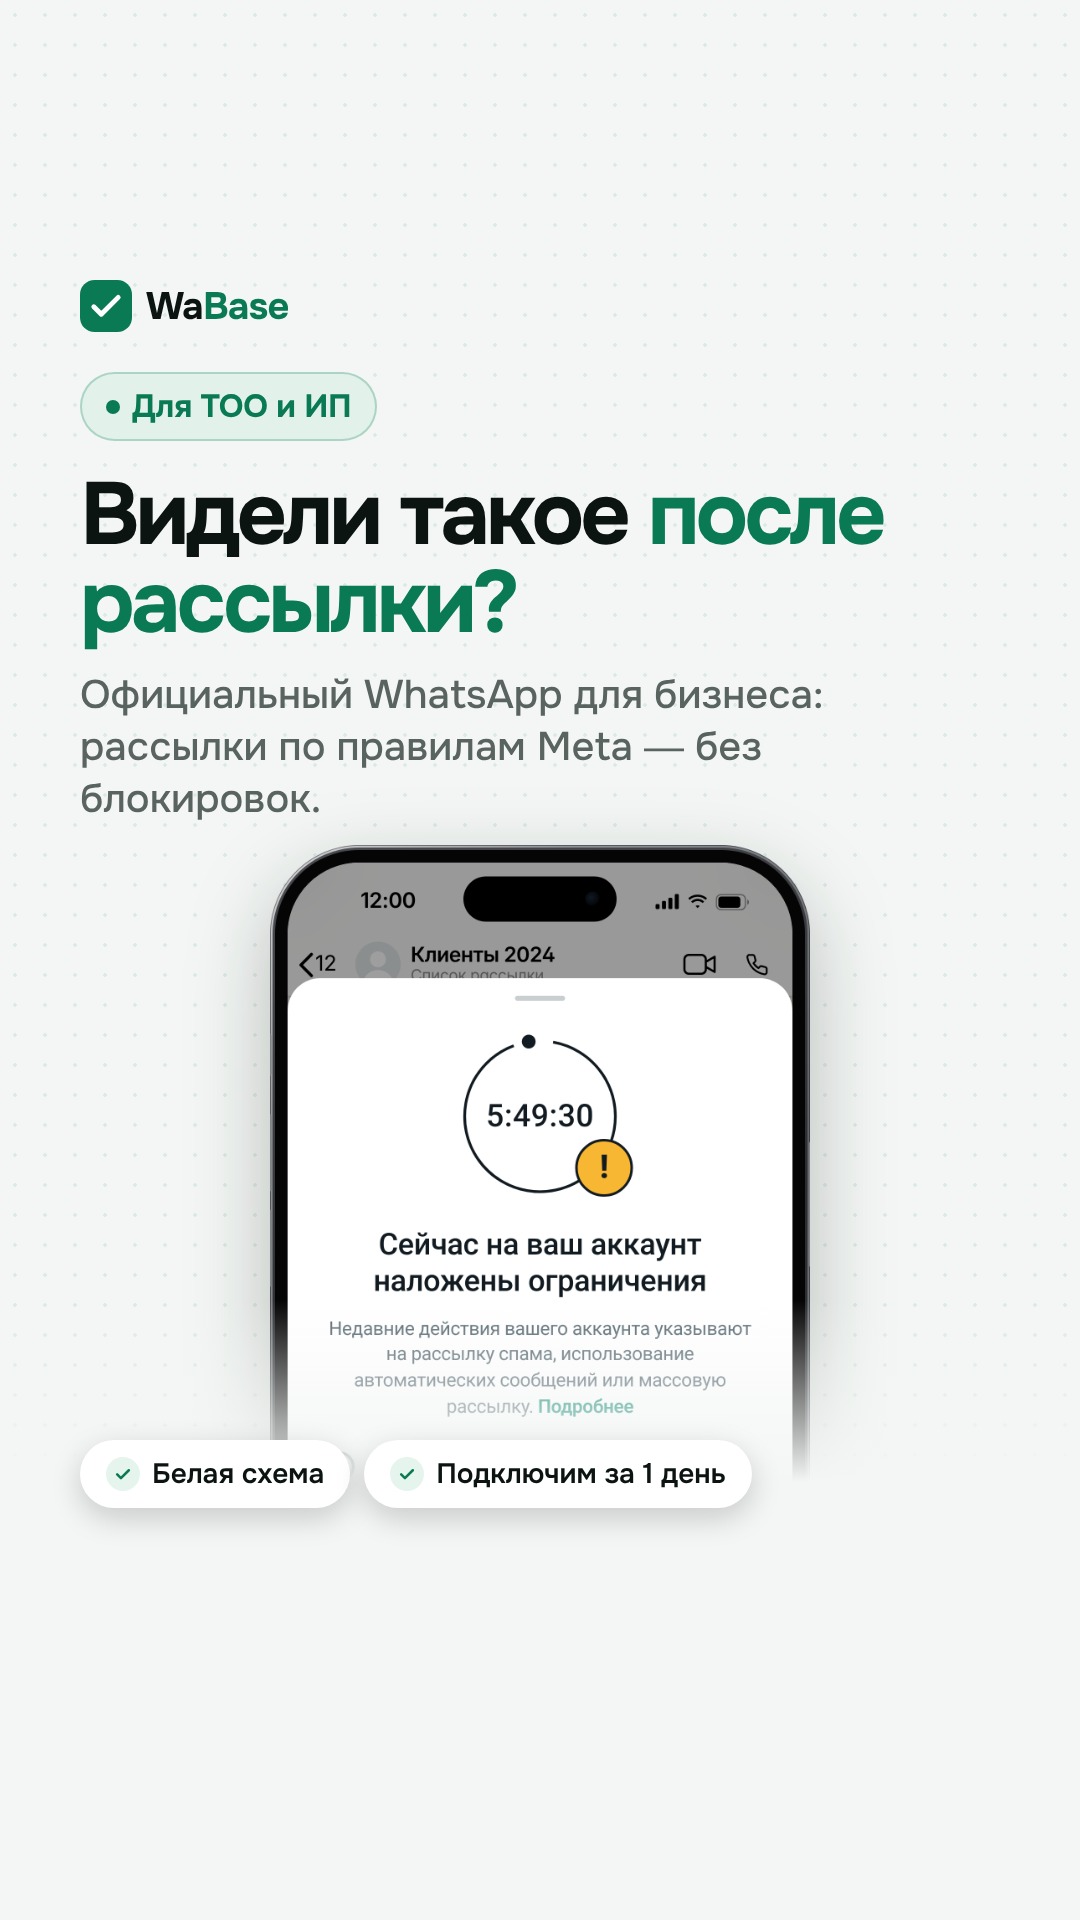 WaBase
Для ТОО и ИП
Видели такое после
рассылки?
Официальный WhatsApp для бизнеса:
рассылки по правилам Meta — без
блокировок.
12:00
12
Клиенты 2024
Список рассылки
5:49:30
!
Сейчас на ваш аккаунт
наложены ограничения
Недавние действия вашего аккаунта указывают
на рассылку спама, использование
автоматических сообщений или массовую
рассылку. Подробнее
Белая схема
Подключим за 1 день